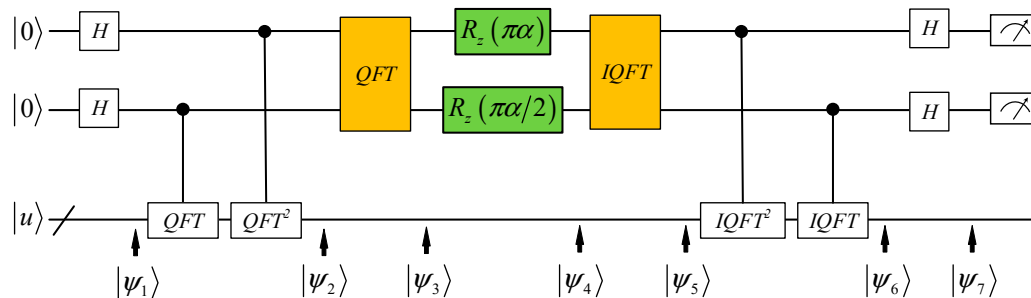 |0⟩ H QFT R_z(πα) IQFT H
|0⟩ H R_z(πα/2) H
|u⟩ QFT QFT² IQFT² IQFT
|ψ₁⟩ |ψ₂⟩ |ψ₃⟩ |ψ₄⟩ |ψ₅⟩ |ψ₆⟩ |ψ₇⟩